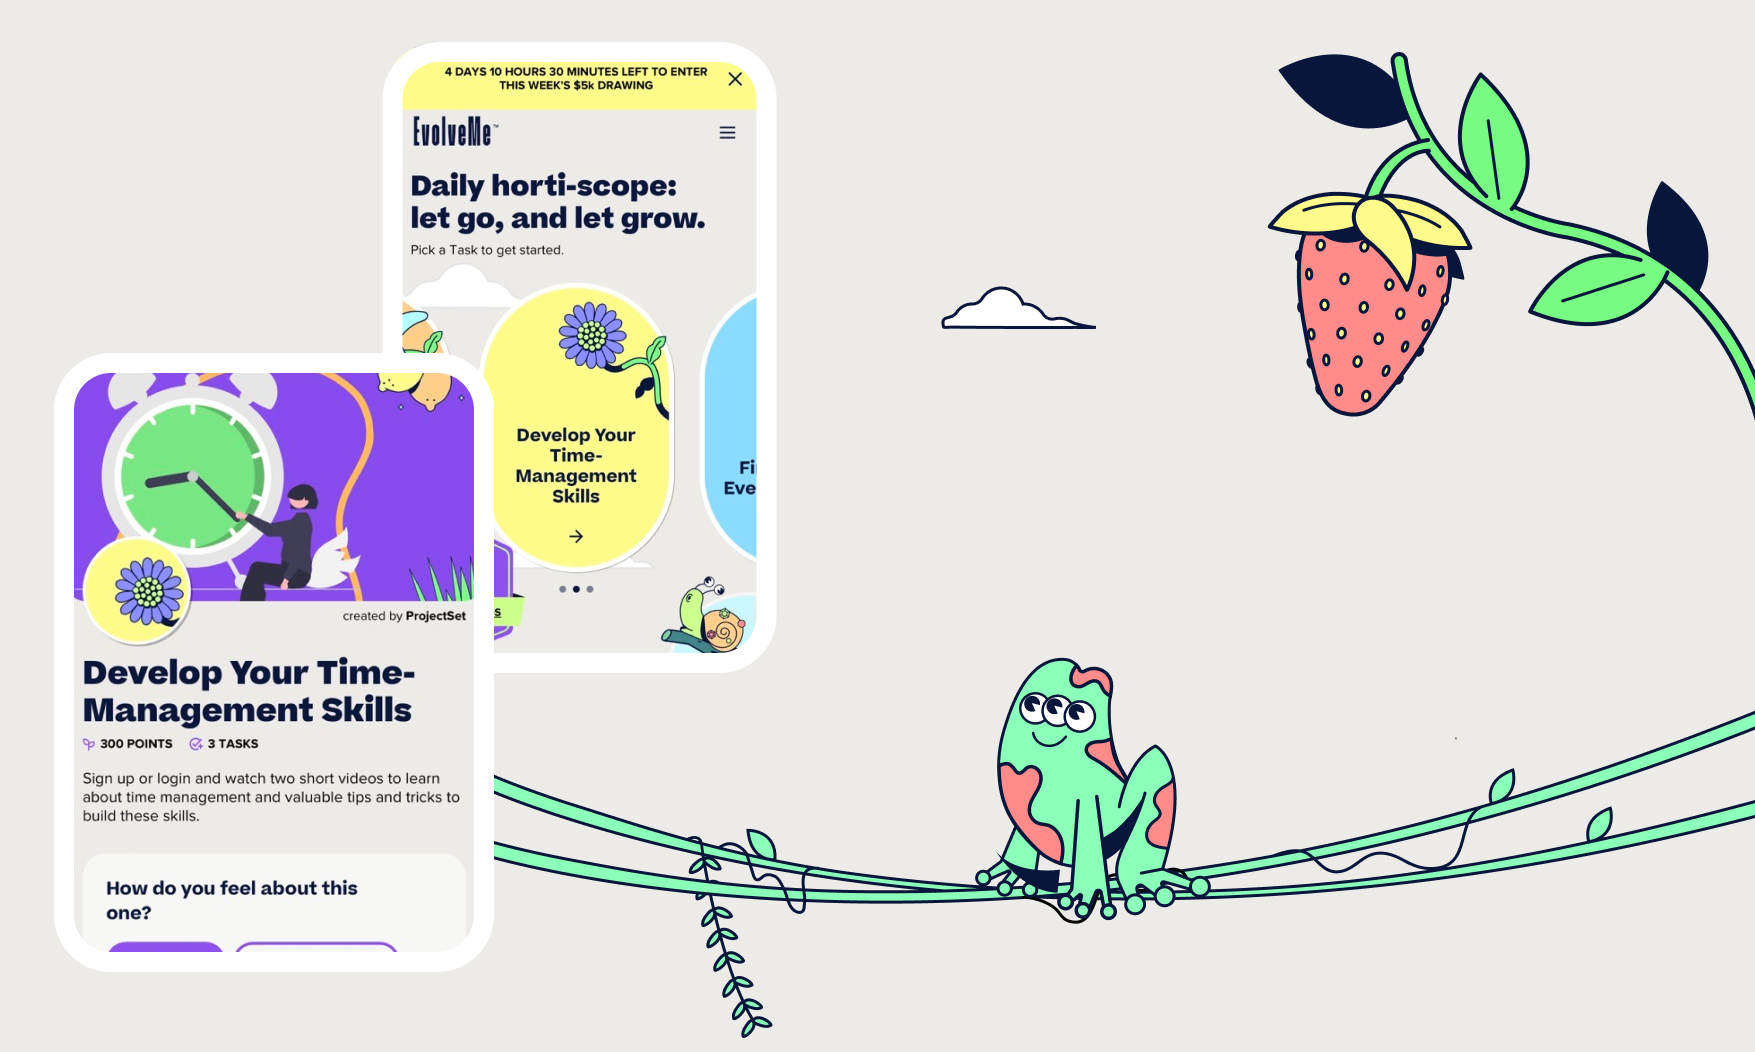 4 DAYS 10 HOURS 30 MINUTES LEFT TO ENTER
THIS WEEK'S $5k DRAWING
EvolveMe™
Daily horti-scope:
let go, and let grow.
Pick a Task to get started.
Develop Your
Time-
Management
Skills
Fi
Eve
s
created by ProjectSet
Develop Your Time-
Management Skills
300 POINTS 3 TASKS
Sign up or login and watch two short videos to learn
about time management and valuable tips and tricks to
build these skills.
How do you feel about this
one?